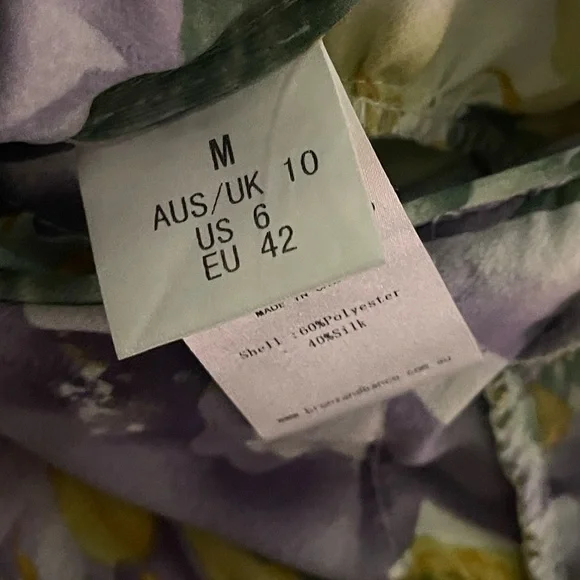 M
AUS/UK 10
US 6
EU 42
MADE IN
Shell :60%Polyester
40%Silk
www.bronxandbanco.com.au